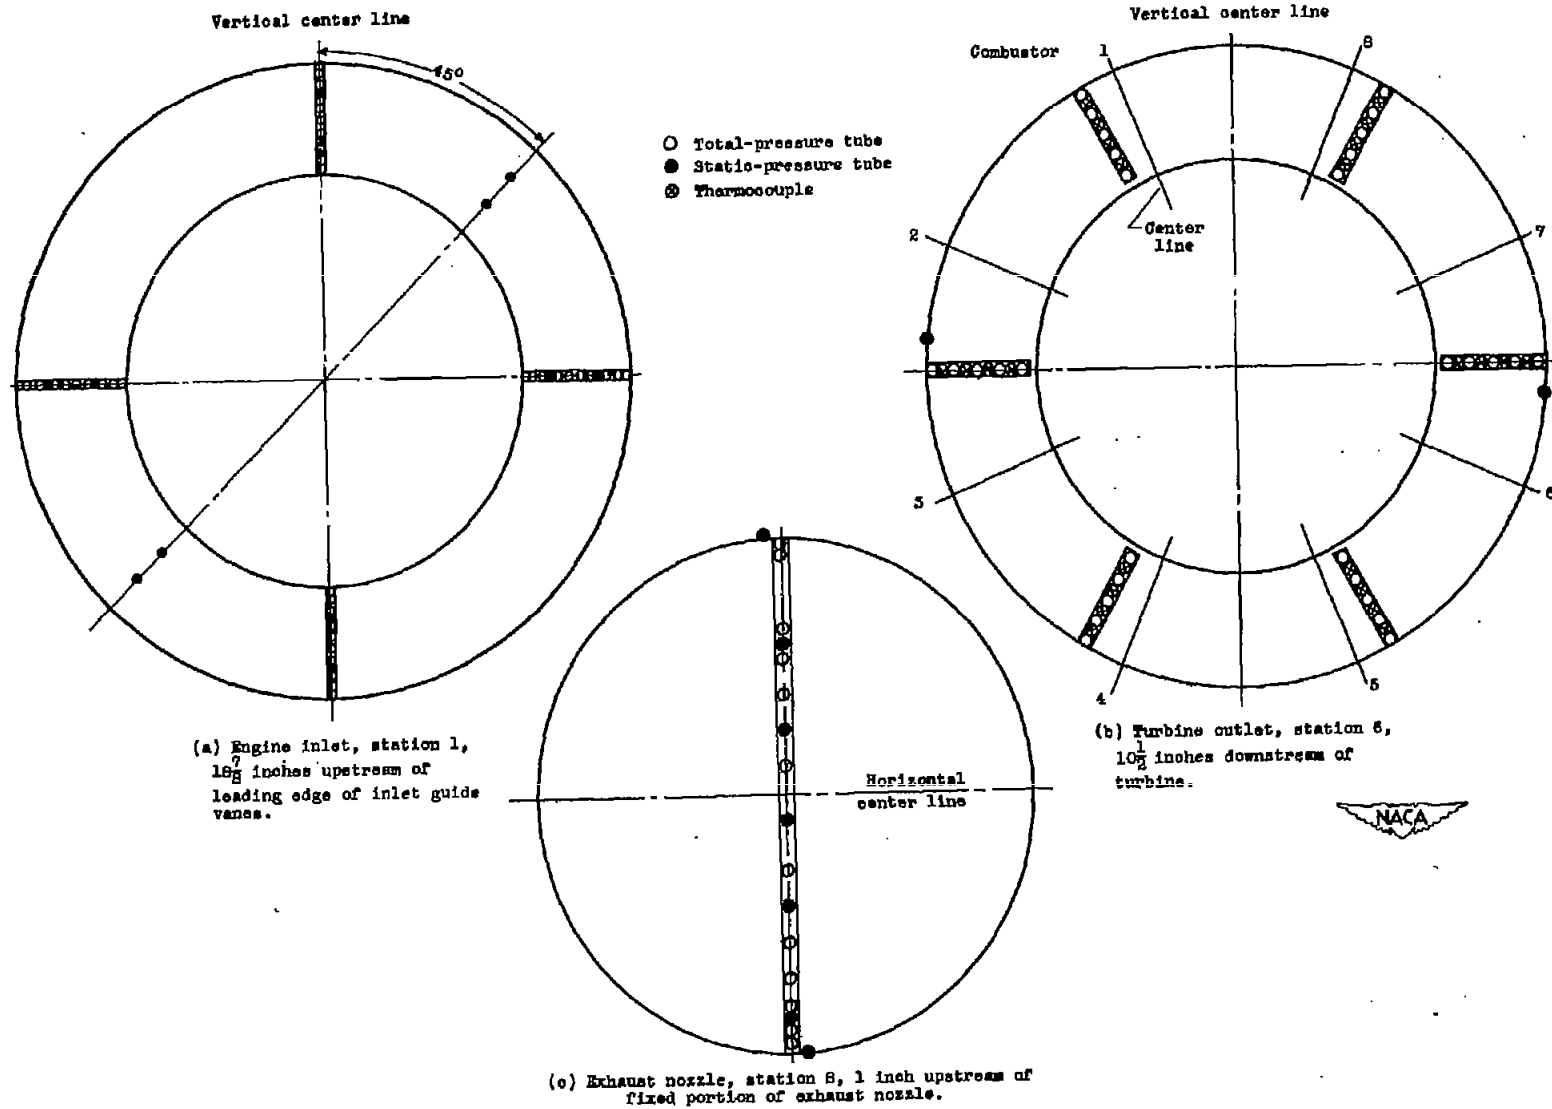 Vertical center line
45°
○ Total-pressure tube
● Static-pressure tube
⊗ Thermocouple
(a) Engine inlet, station 1,
18 7/8 inches upstream of
leading edge of inlet guide
vanes.
Vertical center line
Combustor
1
8
2
7
Center
line
3
6
4
5
(b) Turbine outlet, station 6,
10 1/2 inches downstream of
turbine.
Horizontal
center line
(c) Exhaust nozzle, station 8, 1 inch upstream of
fixed portion of exhaust nozzle.
NACA